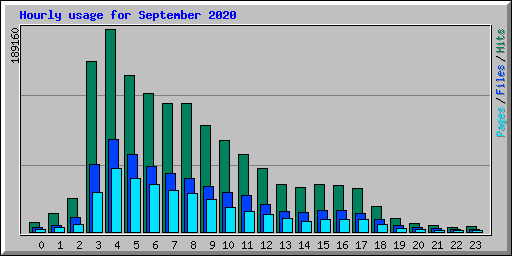 Hourly usage for September 2020
189160
Pages/Files/Hits
0 1 2 3 4 5 6 7 8 9 10 11 12 13 14 15 16 17 18 19 20 21 22 23